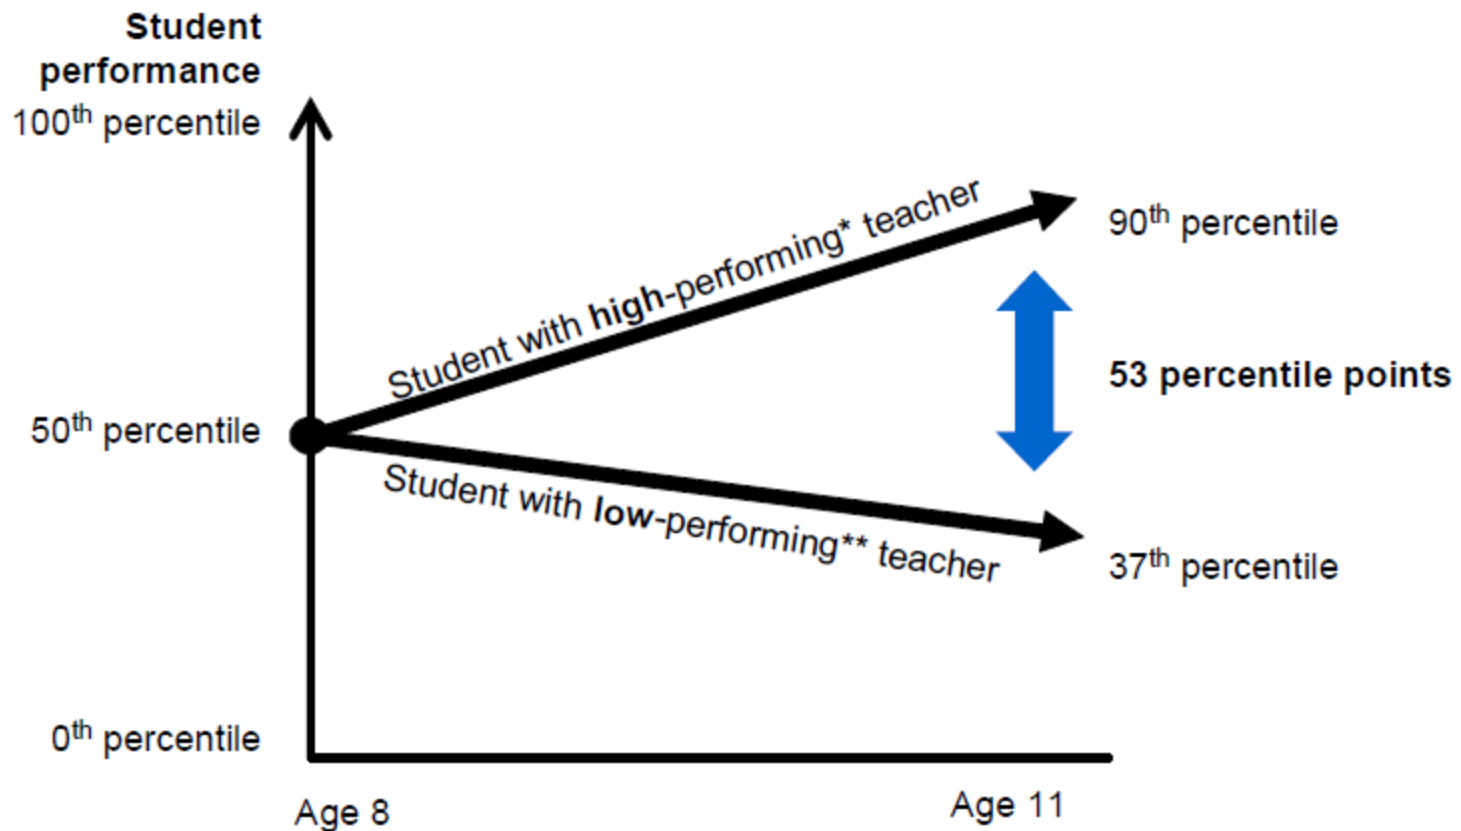 Student
performance
100th percentile
Student with high-performing* teacher
90th percentile
53 percentile points
50th percentile
Student with low-performing** teacher
37th percentile
0th percentile
Age 8
Age 11